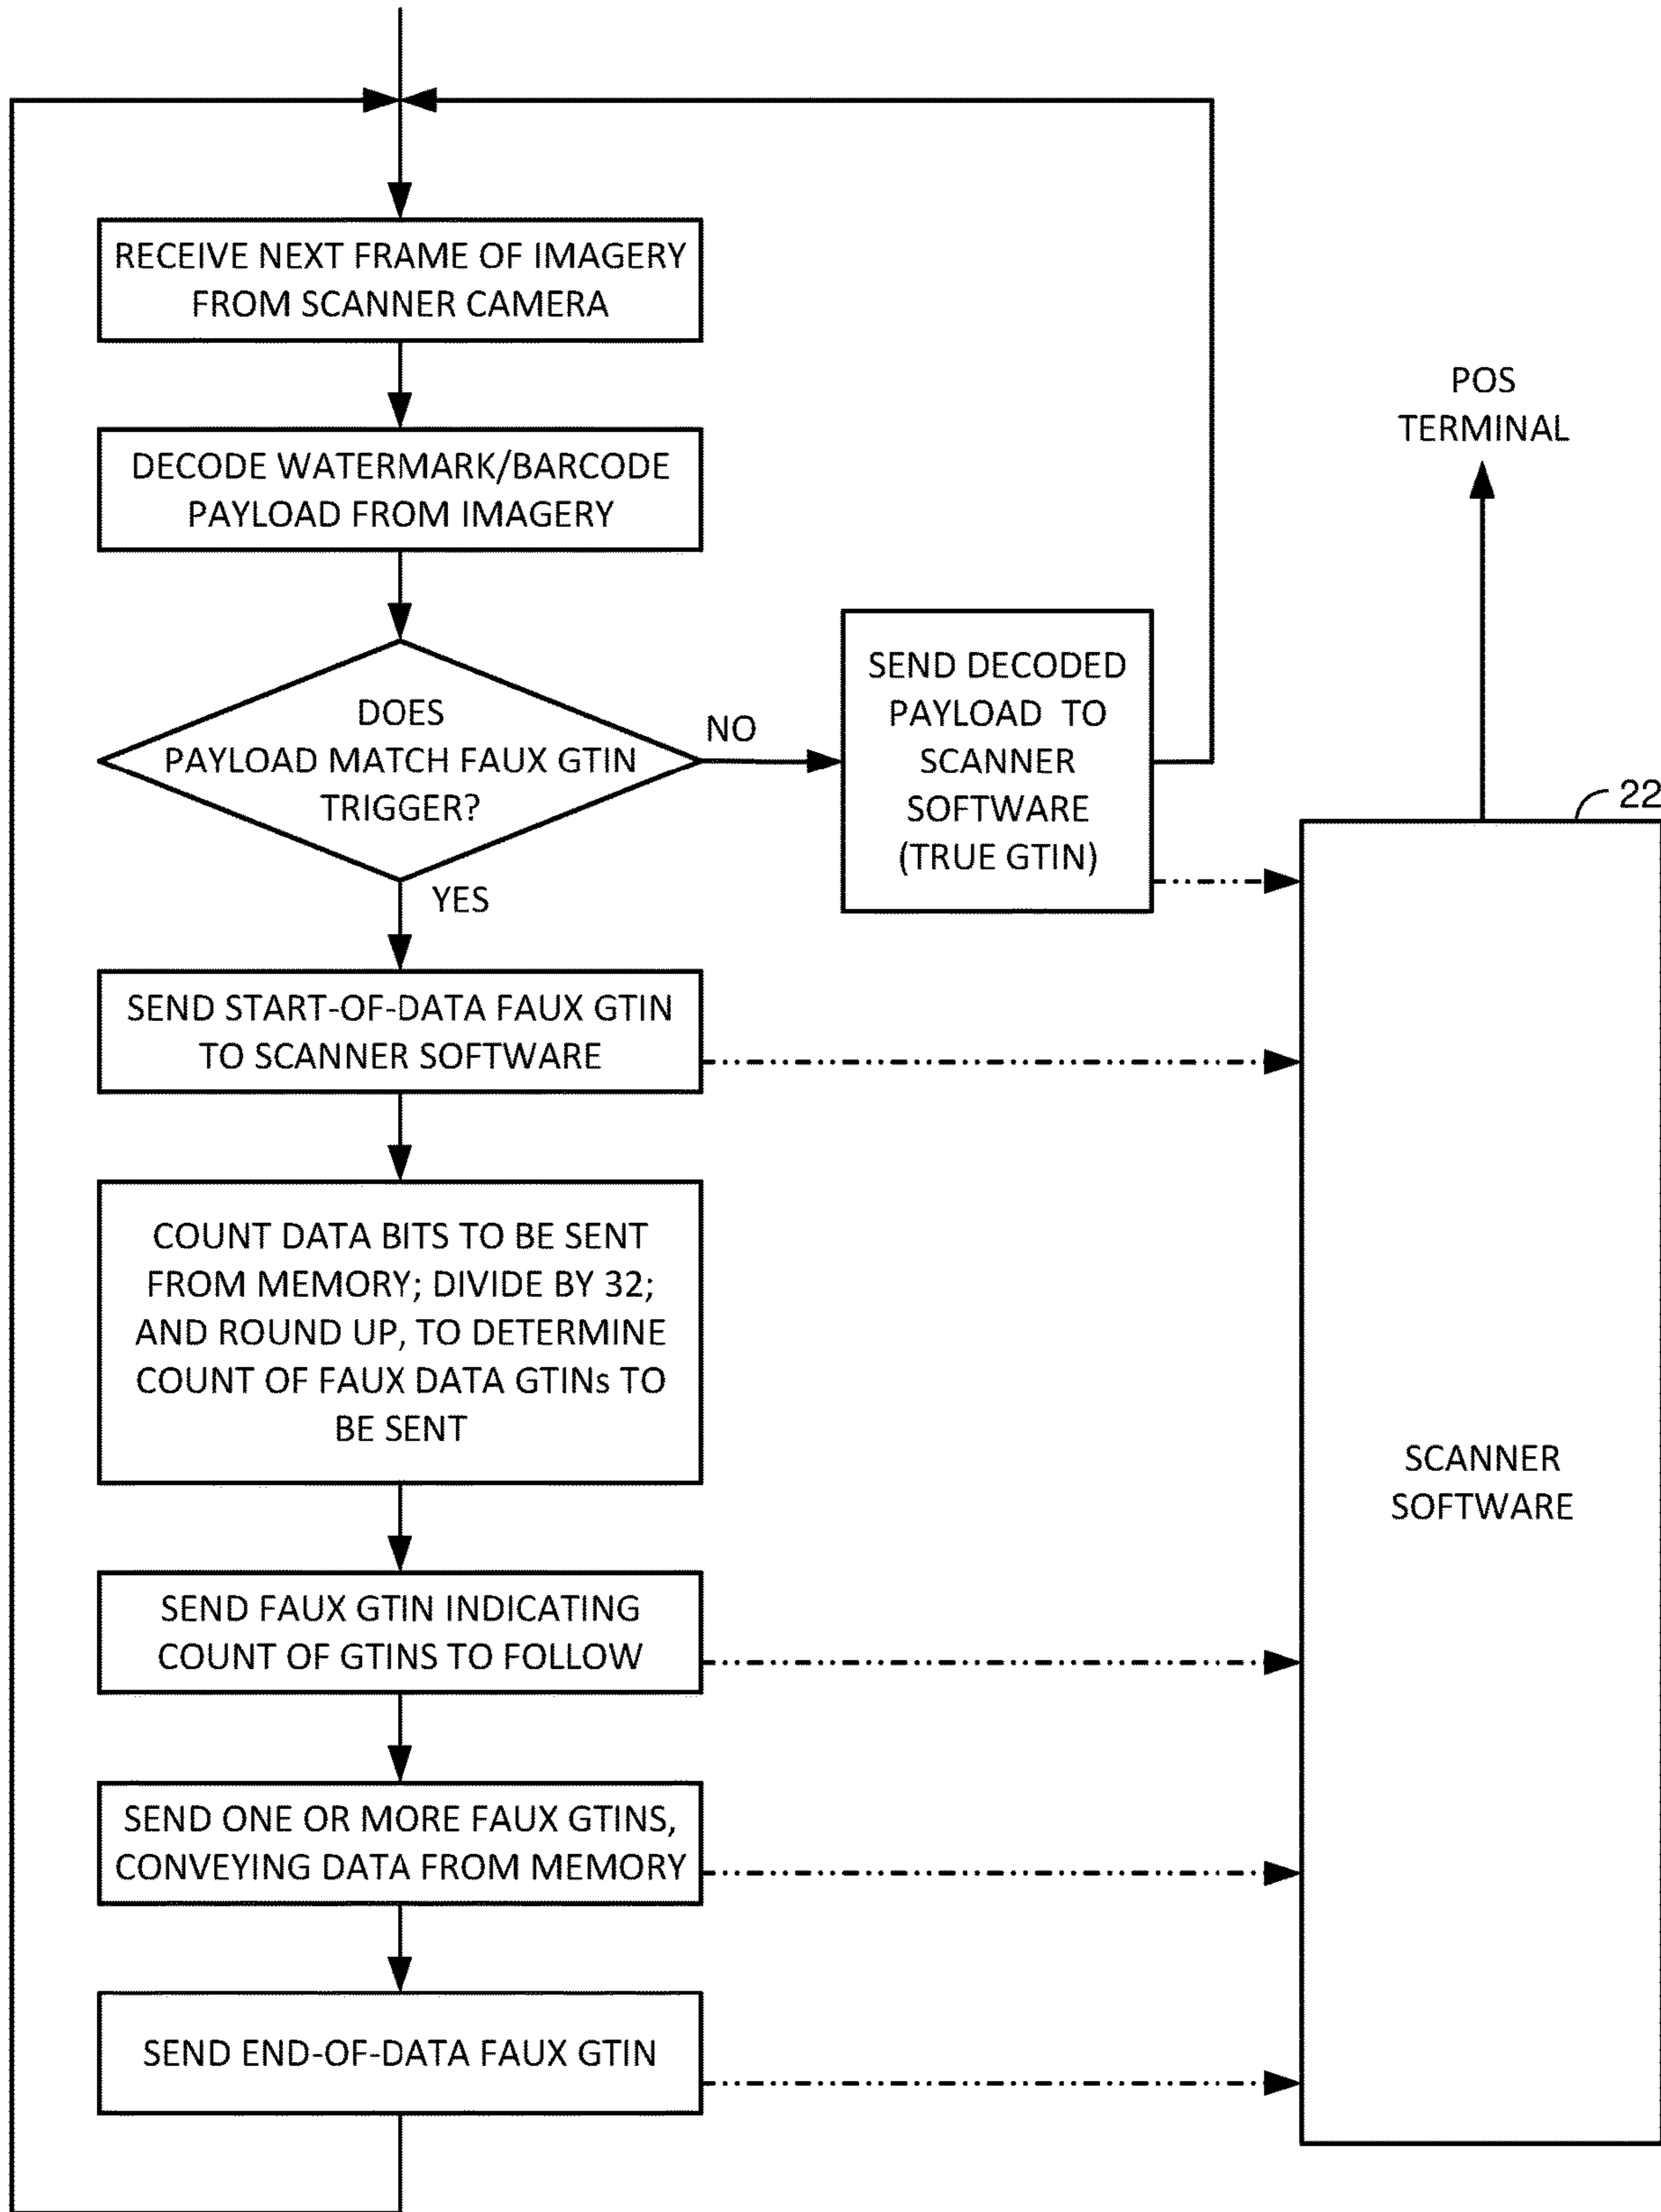 RECEIVE NEXT FRAME OF IMAGERY
FROM SCANNER CAMERA
DECODE WATERMARK/BARCODE
PAYLOAD FROM IMAGERY
DOES
PAYLOAD MATCH FAUX GTIN
TRIGGER?
NO
YES
SEND DECODED
PAYLOAD TO
SCANNER
SOFTWARE
(TRUE GTIN)
POS
TERMINAL
22
SEND START-OF-DATA FAUX GTIN
TO SCANNER SOFTWARE
COUNT DATA BITS TO BE SENT
FROM MEMORY; DIVIDE BY 32;
AND ROUND UP, TO DETERMINE
COUNT OF FAUX DATA GTINs TO
BE SENT
SCANNER
SOFTWARE
SEND FAUX GTIN INDICATING
COUNT OF GTINS TO FOLLOW
SEND ONE OR MORE FAUX GTINS,
CONVEYING DATA FROM MEMORY
SEND END-OF-DATA FAUX GTIN